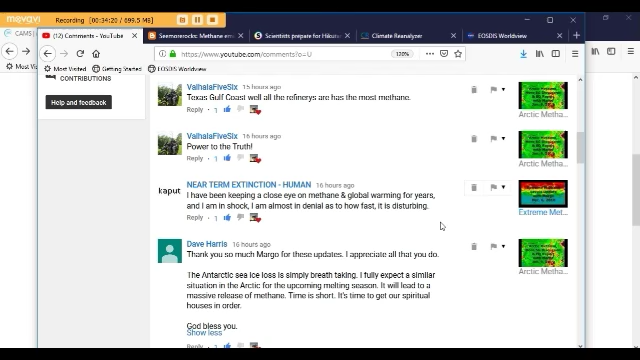 movavi Recording [00:34:20 / 699.5 MB]
CAMS
(12) Comments - YouTube
Seemorerocks: Methane em
Scientists prepare for Hikur
Climate Reanalyzer
EOSDIS Worldview
https://www.youtube.com/comments?o=U
120%
Most Visited
Getting Started
EOSDIS Worldview
Most Vi
CONTRIBUTIONS
Help and feedback
ValhalaFiveSix 15 hours ago
Texas Gulf Coast well all the refinerys are has the most methane.
Reply · 1
Arctic Metha...
ValhalaFiveSix 16 hours ago
Power to the Truth!
Reply · 1
Arctic Metha...
kaput
NEAR TERM EXTINCTION - HUMAN 16 hours ago
I have been keeping a close eye on methane & global warming for years,
and I am in shock, I am almost in denial as to how fast, it is disturbing.
Reply · 1
Extreme Met...
Dave Harris 16 hours ago
Thank you so much Margo for these updates. I appreciate all that you do.
The Antarctic sea ice loss is simply breath taking. I fully expect a similar
situation in the Arctic for the upcoming melting season. It will lead to a
massive release of methane. Time is short. It's time to get our spiritual
houses in order.
God bless you.
Show less
Arctic Metha...